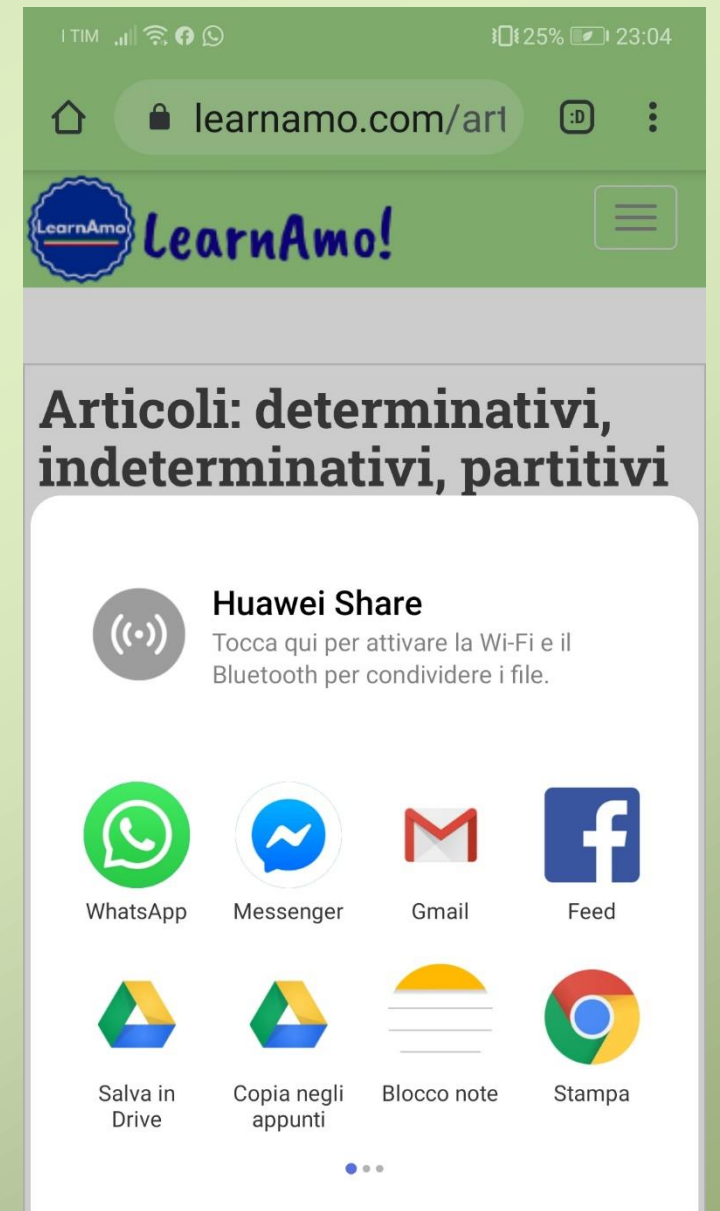 I TIM 25% 23:04
learnamo.com/art :D
LearnAmo LearnAmo!
Articoli: determinativi,
indeterminativi, partitivi
Huawei Share
Tocca qui per attivare la Wi-Fi e il
Bluetooth per condividere i file.
WhatsApp Messenger Gmail Feed
Salva in Copia negli Blocco note Stampa
Drive appunti